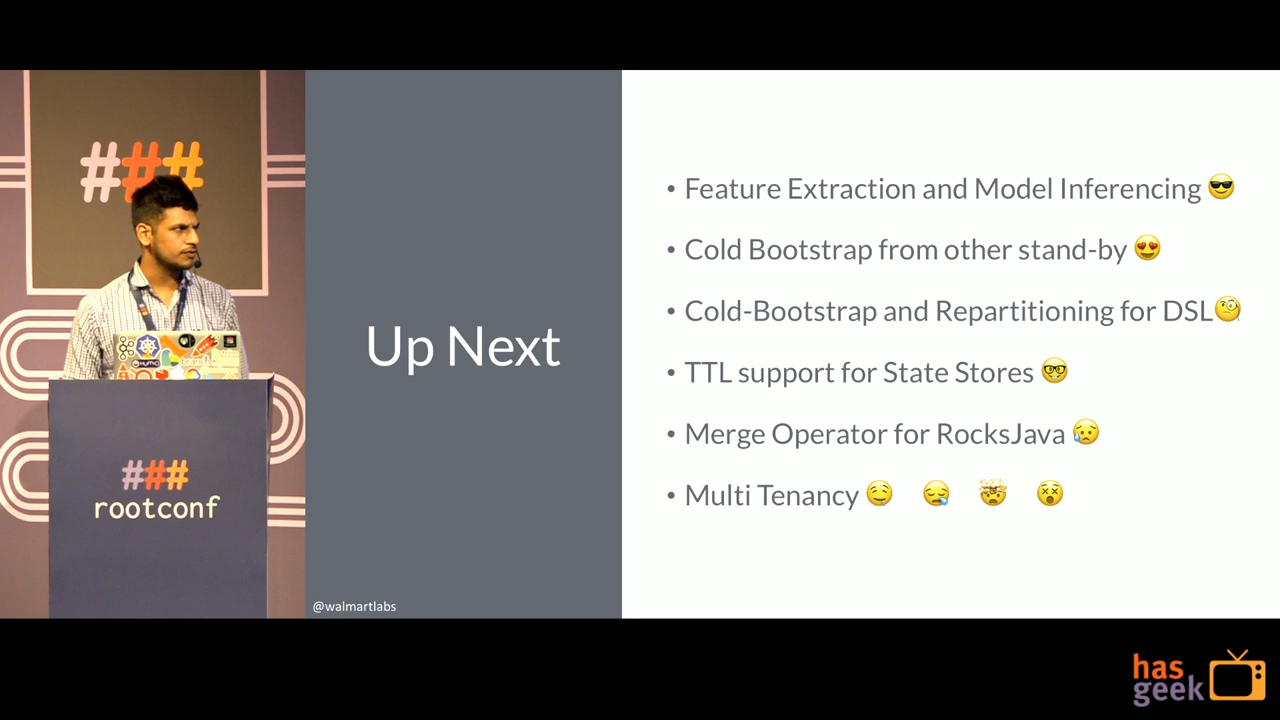 ###
###
rootconf
Up Next
@walmartlabs
• Feature Extraction and Model Inferencing 😎
• Cold Bootstrap from other stand-by 😍
• Cold-Bootstrap and Repartitioning for DSL🧐
• TTL support for State Stores 🤓
• Merge Operator for RocksJava 😥
• Multi Tenancy 🤤 😪 🤯 😵
has
geek